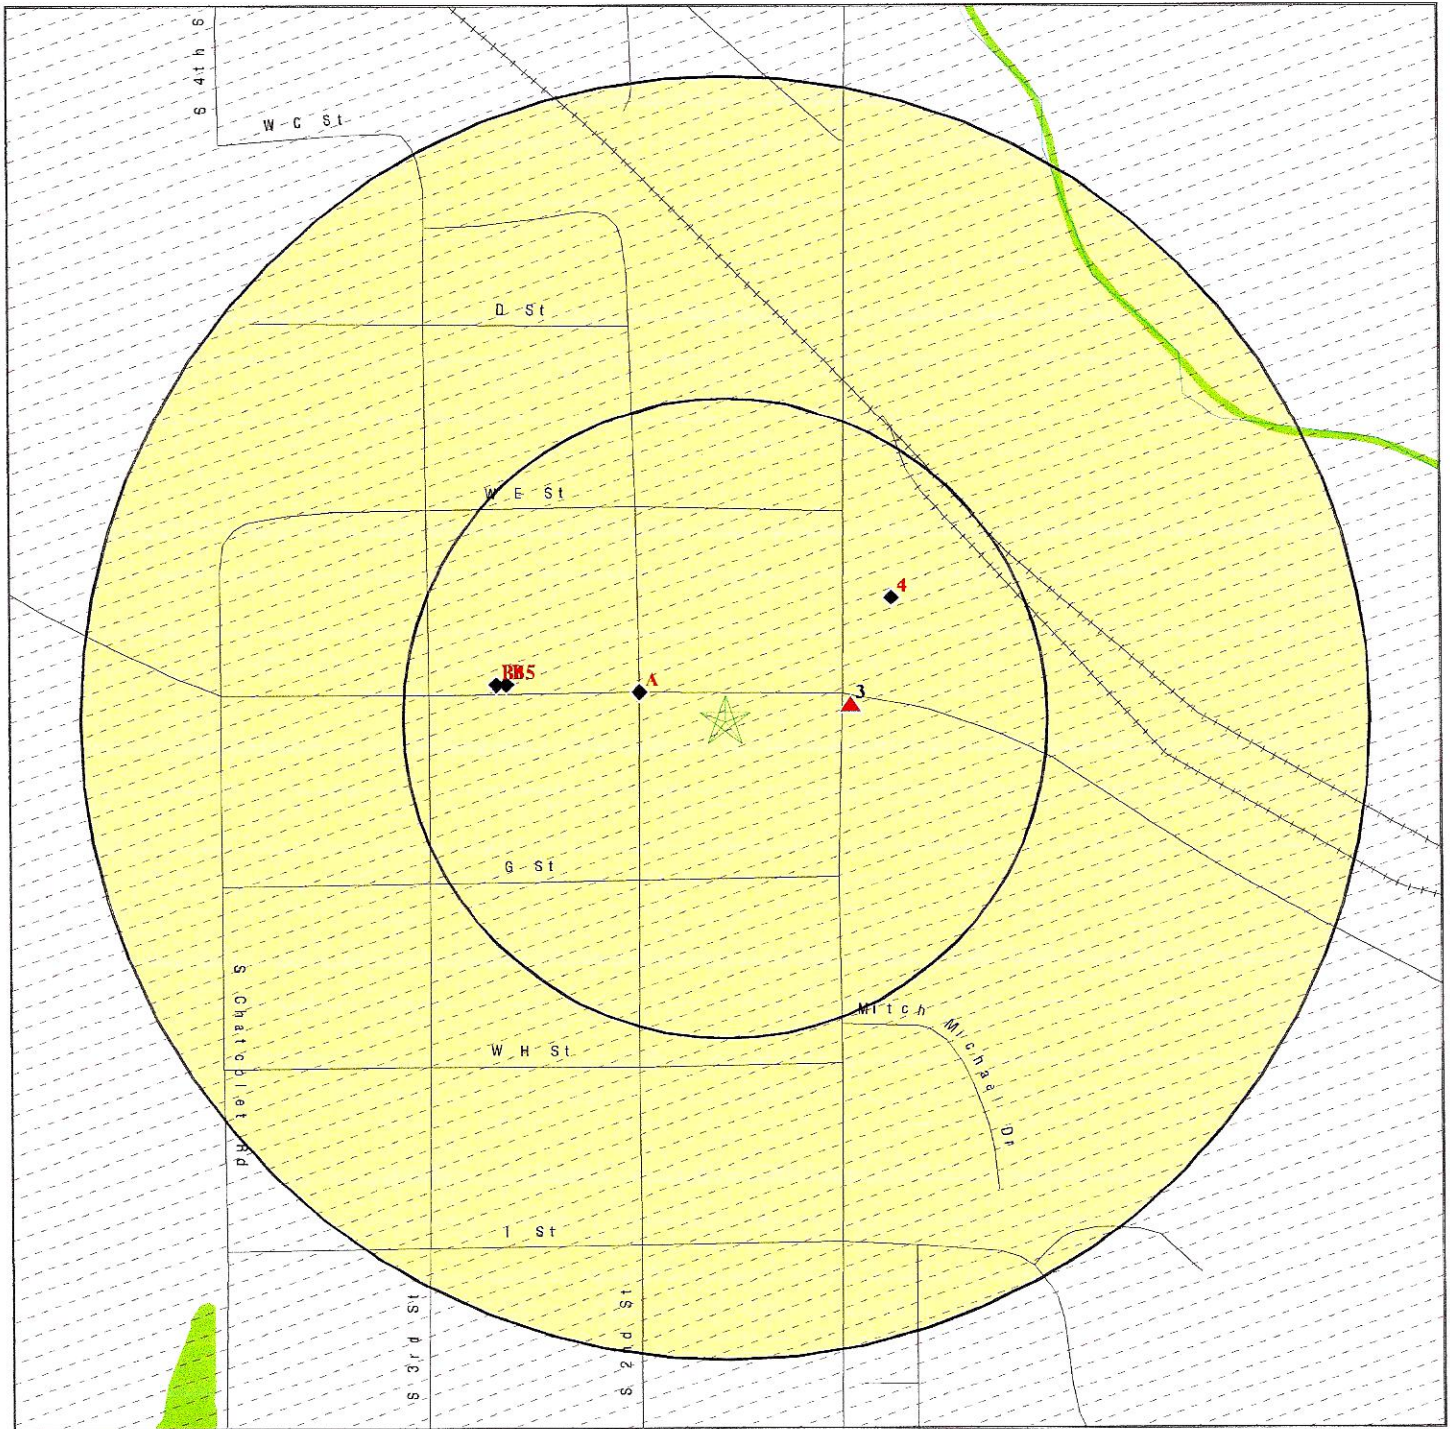 S 4th S
W C St
D St
W E St
4
A
3
G St
S Chatcolet Rd
Mitch Michael Dr
W H St
I St
S 3rd St
S 2nd St